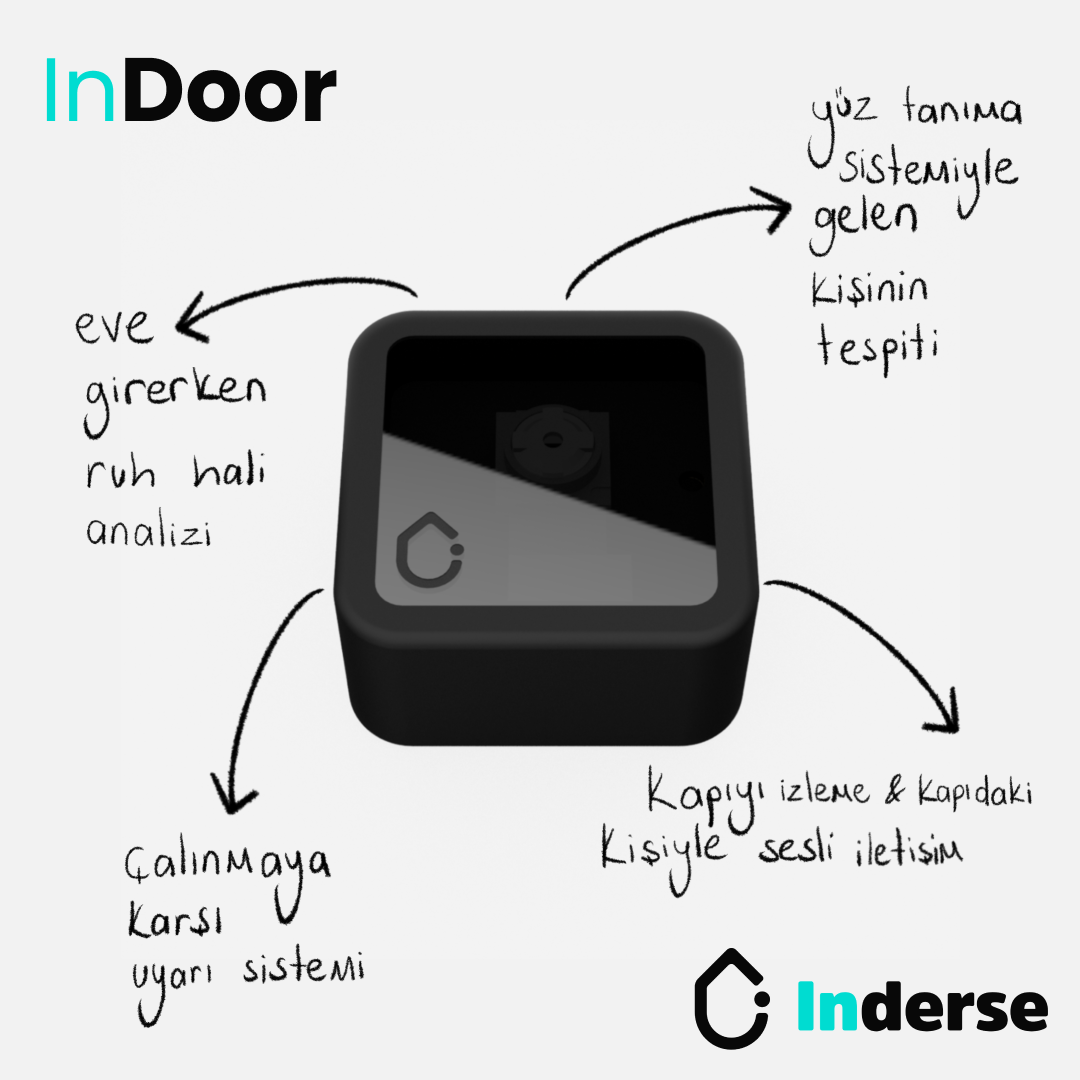 InDoor
yüz tanıma
sistemiyle
gelen
kişinin
tespiti
eve
girerken
ruh hali
analizi
Çalınmaya
karşı
uyarı sistemi
Kapıyı izleme & kapıdaki
kişiyle sesli iletişim
Inderse